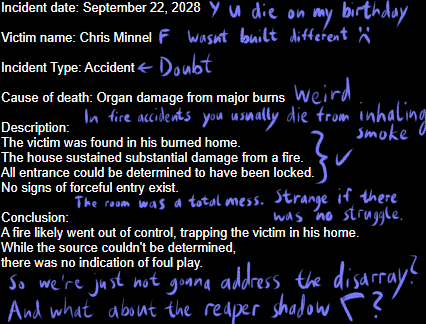 Incident date: September 22, 2028 Y u die on my birthday
Victim name: Chris Minnel F wasnt built different :(
Incident Type: Accident ← Doubt
Cause of death: Organ damage from major burns Weird
In fire accidents you usually die from inhaling smoke
Description:
The victim was found in his burned home.
The house sustained substantial damage from a fire.
All entrance could be determined to have been locked. ✓
No signs of forceful entry exist.
The room was a total mess. Strange if there
was no struggle.
Conclusion:
A fire likely went out of control, trapping the victim in his home.
While the source couldn't be determined,
there was no indication of foul play.
So we're just not gonna address the disarray?
And what about the reaper shadow ?